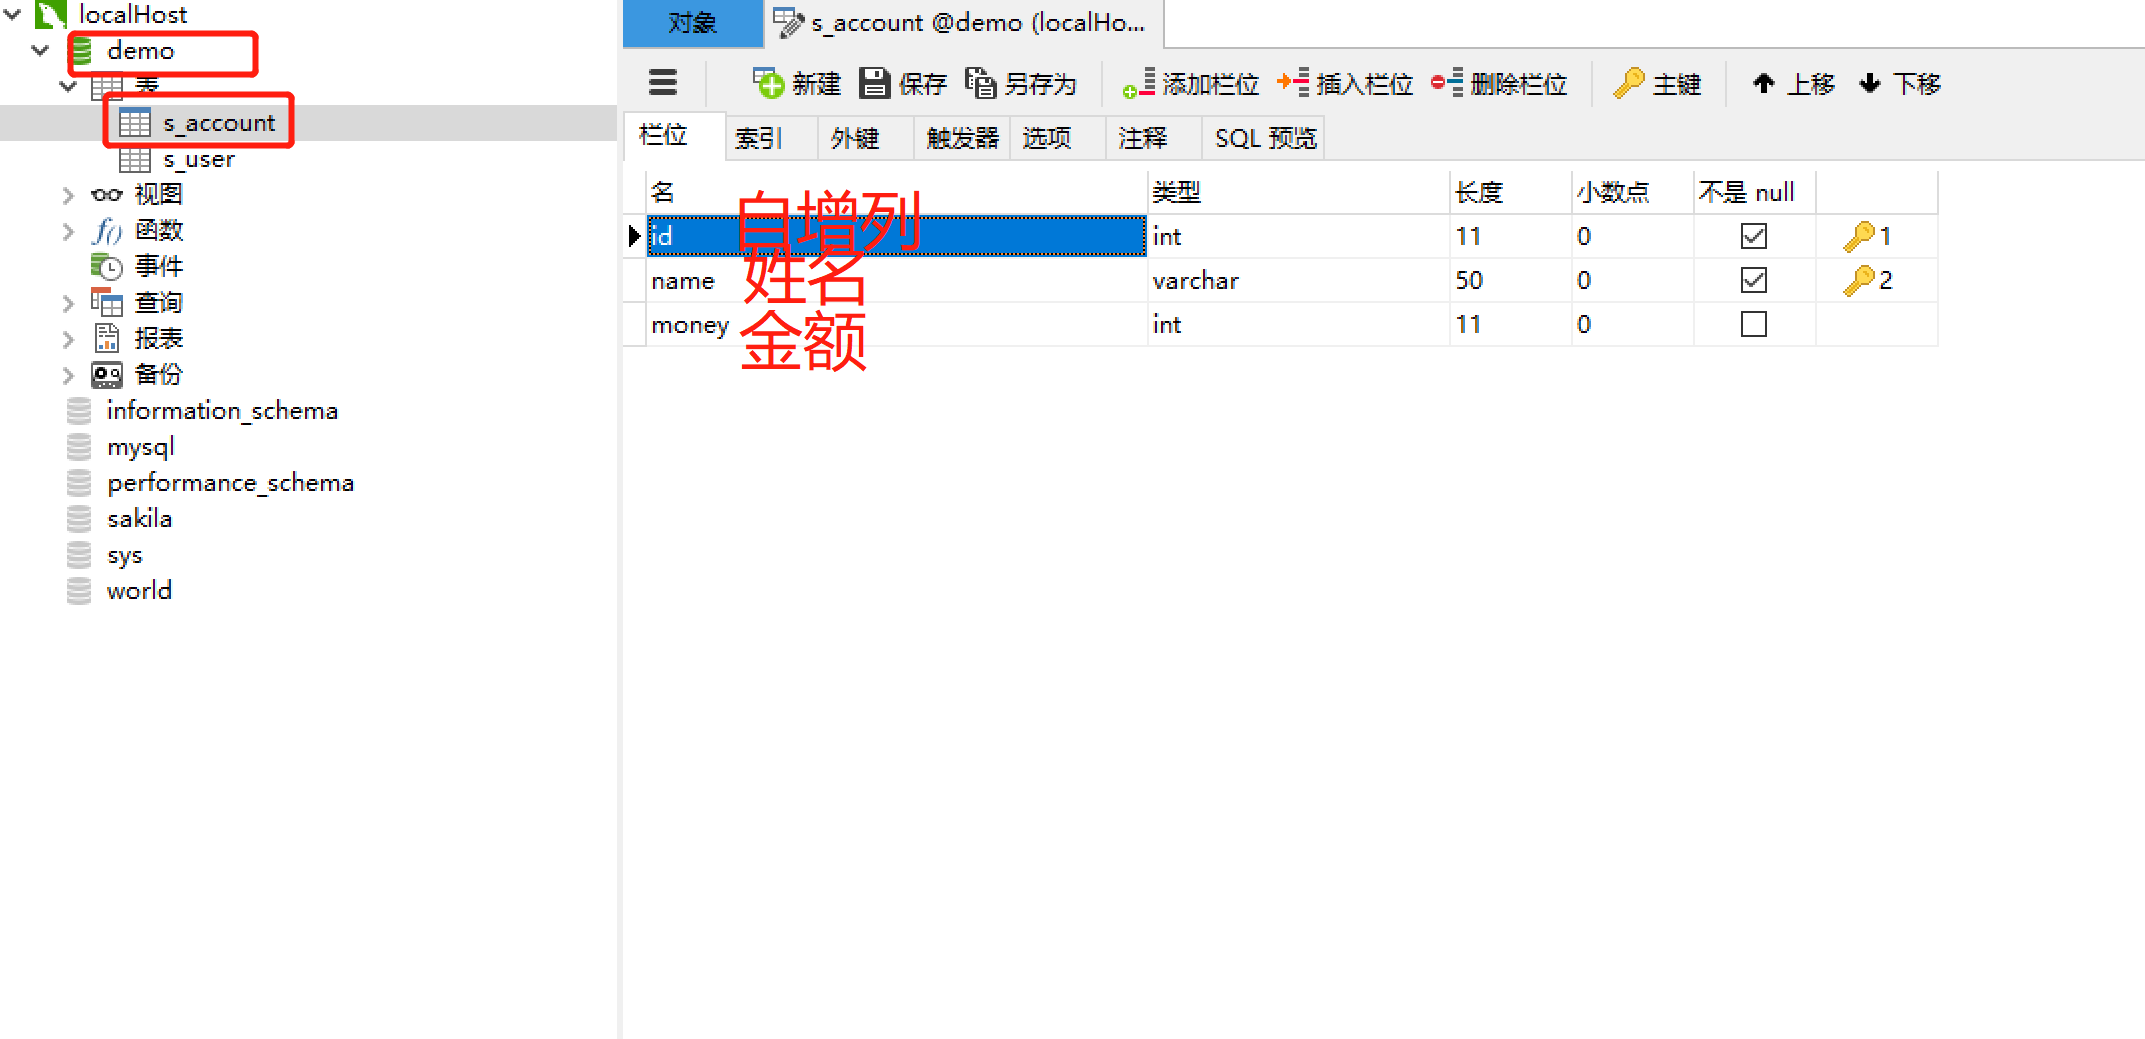 localHost
demo
表
s_account
s_user
视图
函数
事件
查询
报表
备份
information_schema
mysql
performance_schema
sakila
sys
world
对象 s_account @demo (localHo...
新建 保存 另存为 添加栏位 插入栏位 删除栏位 主键 上移 下移
栏位 索引 外键 触发器 选项 注释 SQL 预览
名 类型 长度 小数点 不是 null
id 自增列 int 11 0 1
name 姓名 varchar 50 0 2
money 金额 int 11 0